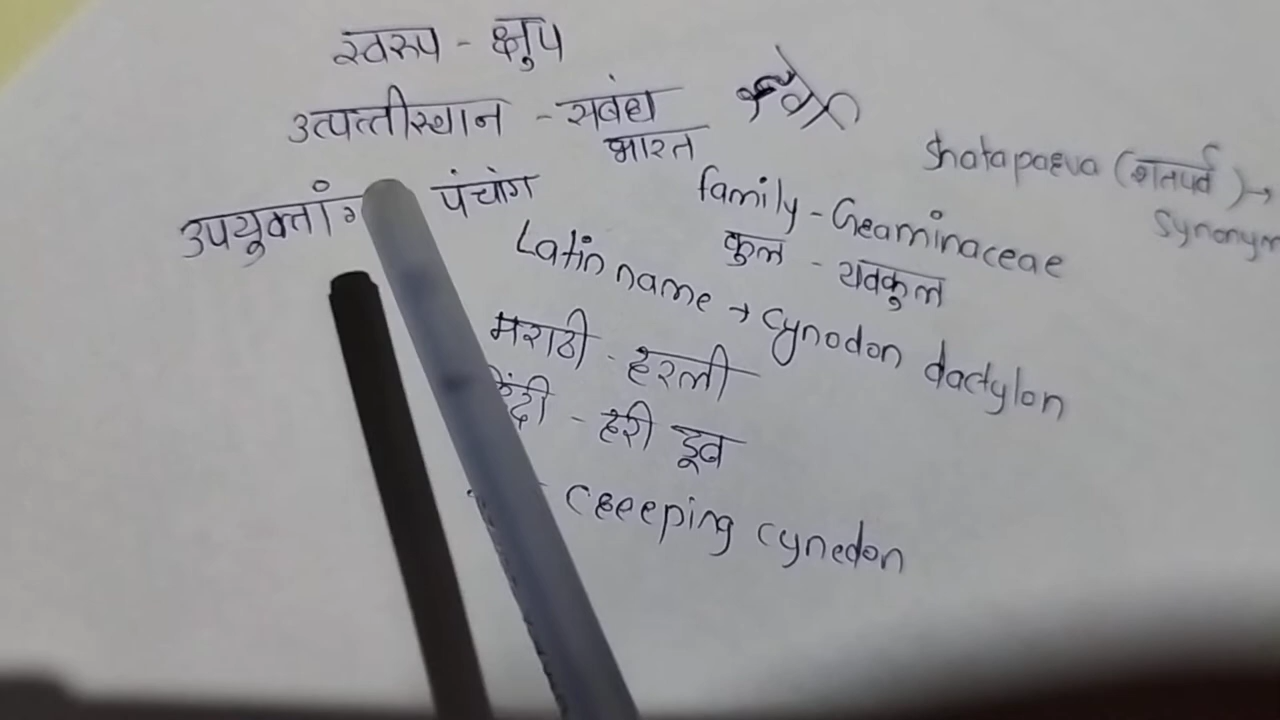 स्वरूप - क्षुप
उत्पत्तीस्थान - सबंध
भारत
उपयुक्तांग पंचांग
Shatapaeva (शतपर्व) →
Synonym
family - Geaminaceae
कुल - यवकुल
Latin name → Cynodon dactylon
मराठी - हरली
हिंदी - हरी डूब
Creeping cynedon